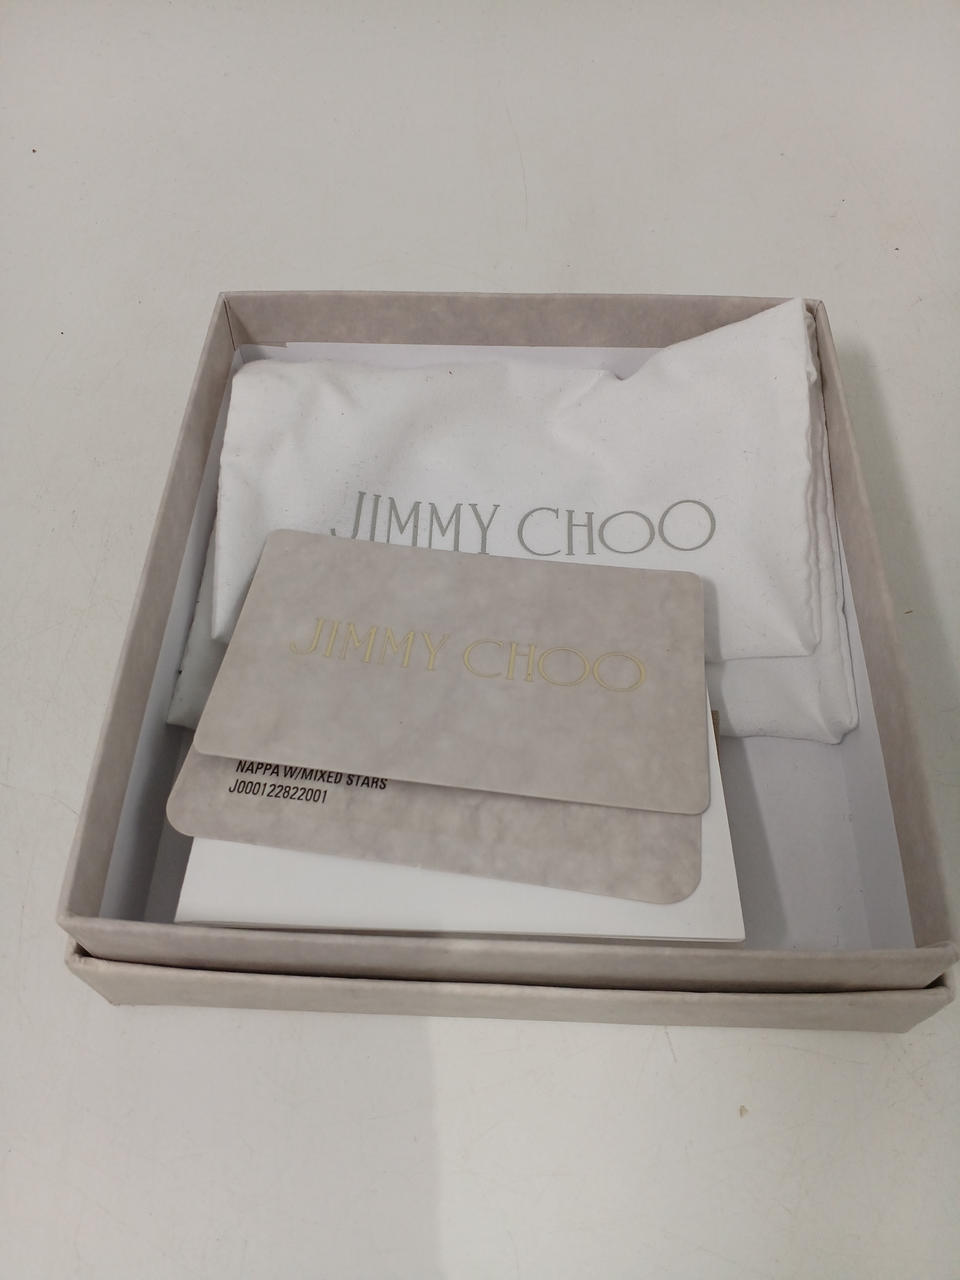 JIMMY CHOO
JIMMY CHOO
NAPPA W/MIXED STARS
J000122822001